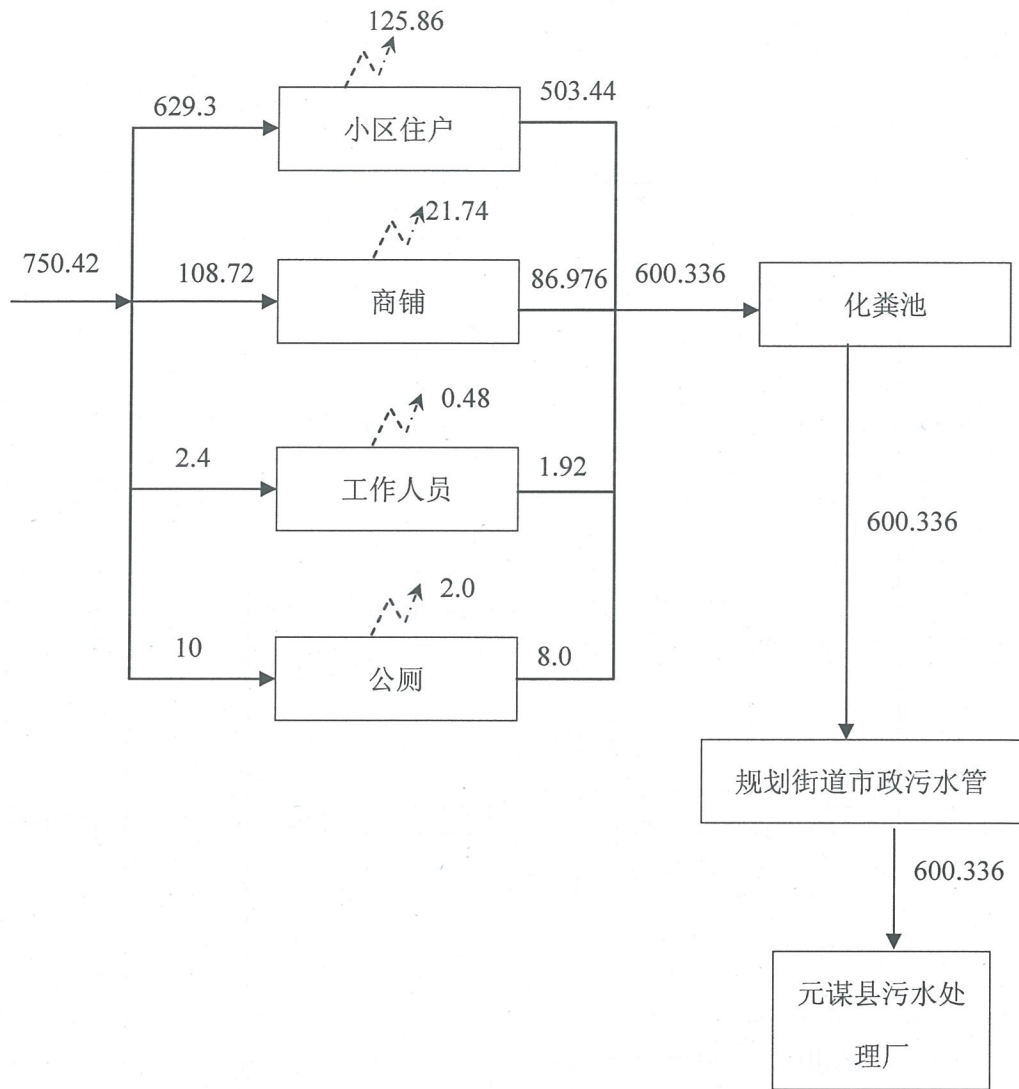 125.86
629.3
小区住户
503.44
21.74
750.42
108.72
商铺
86.976
600.336
化粪池
0.48
2.4
工作人员
1.92
600.336
2.0
10
公厕
8.0
规划街道市政污水管
600.336
元谋县污水处
理厂